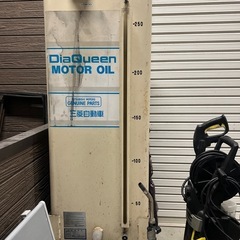 DiaQueen
MOTOR OIL
GENUINE PARTS
三菱自動車
-250
-200
-150
-100
-50